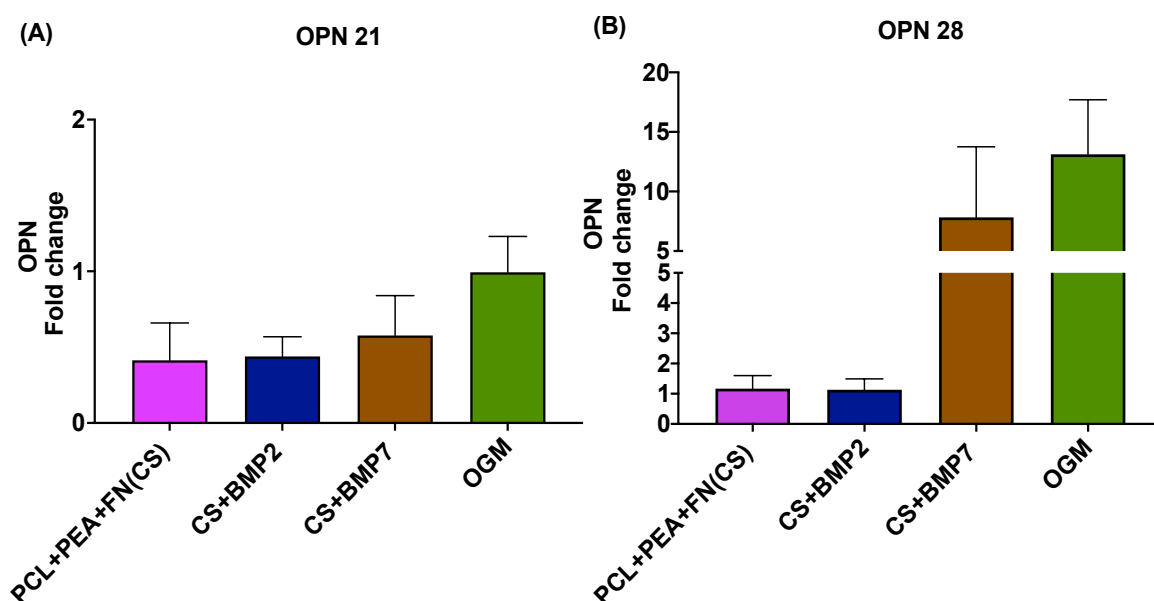 (A)
OPN 21
OPN
Fold change
2
1
0
PCL+PEA+FN(CS)
CS+BMP2
CS+BMP7
OGM
(B)
OPN 28
OPN
Fold change
20
15
10
5
5
4
3
2
1
0
PCL+PEA+FN(CS)
CS+BMP2
CS+BMP7
OGM